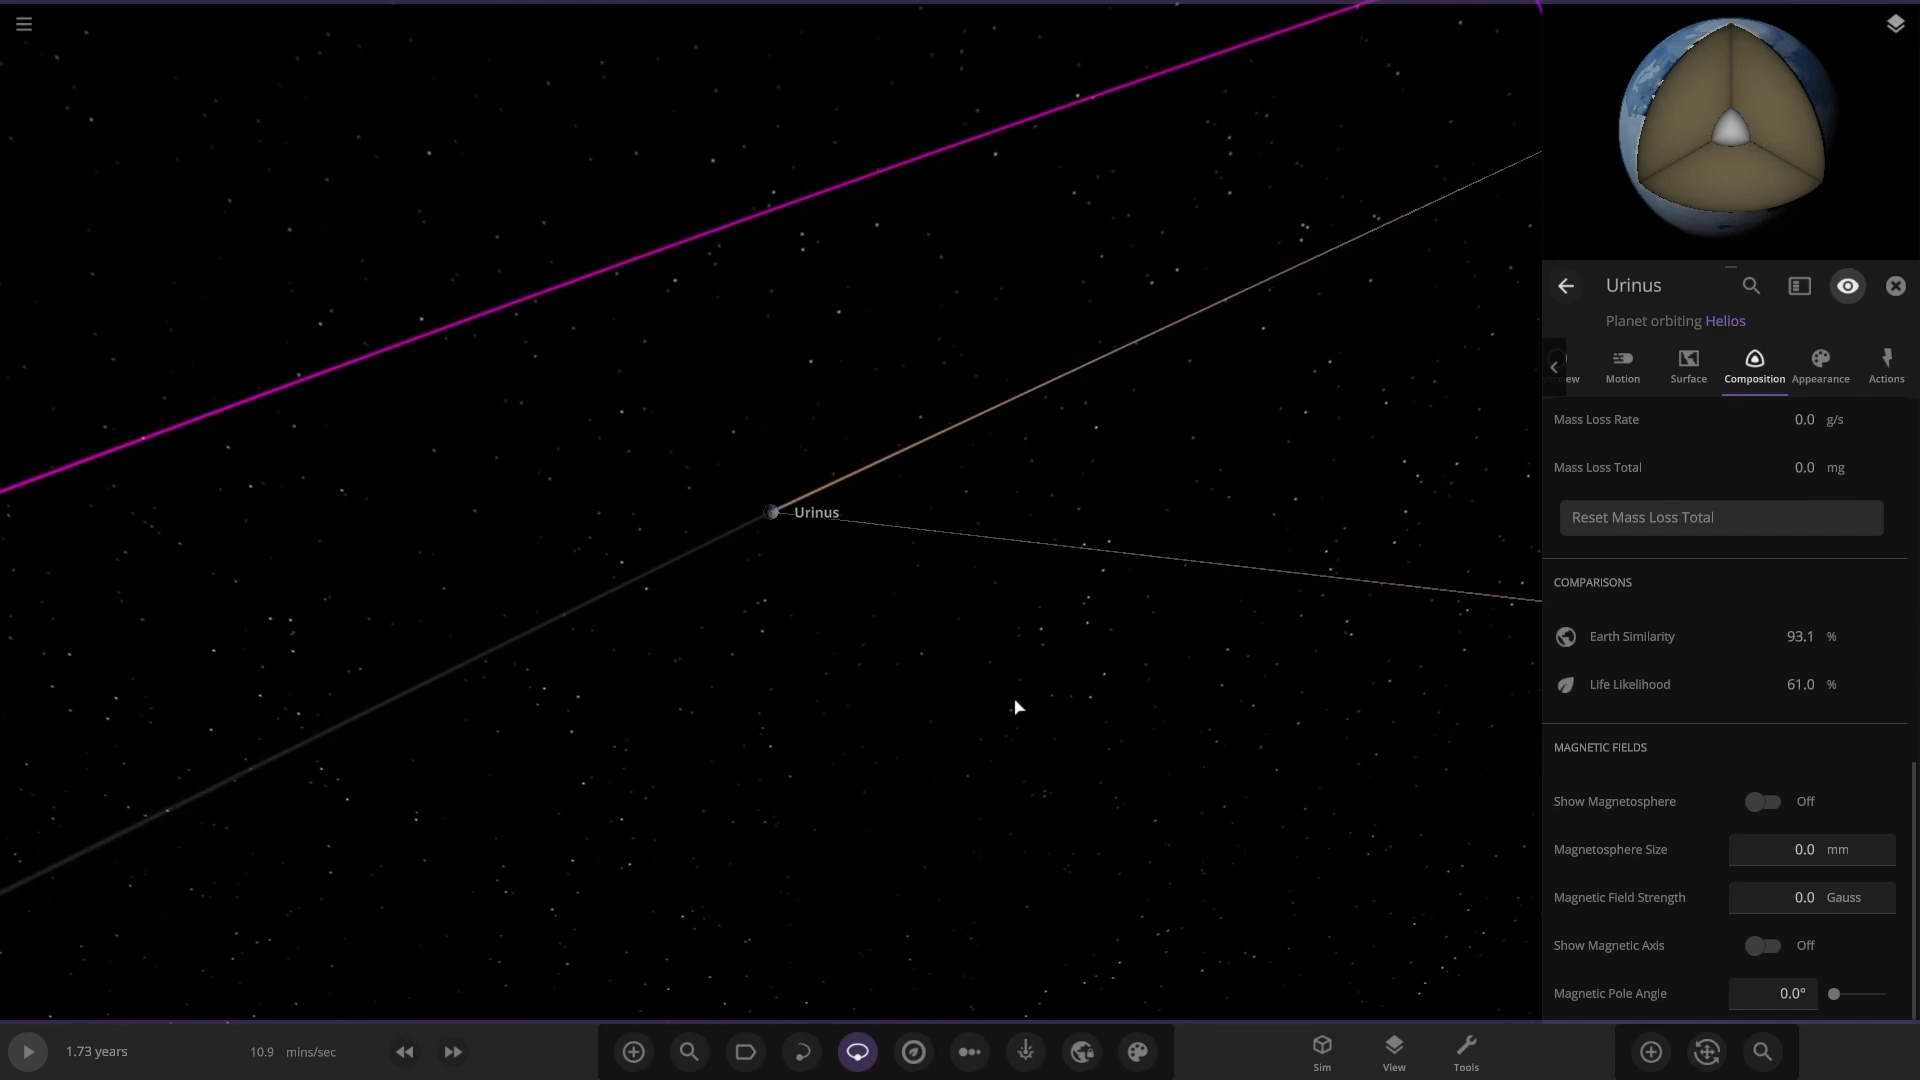 Urinus
Planet orbiting Helios
Motion
Surface
Composition
Appearance
Actions
Mass Loss Rate 0.0 g/s
Mass Loss Total 0.0 mg
Reset Mass Loss Total
COMPARISONS
Earth Similarity 93.1 %
Life Likelihood 61.0 %
MAGNETIC FIELDS
Show Magnetosphere Off
Magnetosphere Size 0.0 mm
Magnetic Field Strength 0.0 Gauss
Show Magnetic Axis Off
Magnetic Pole Angle 0.0°
Urinus
1.73 years
10.9 mins/sec
Sim
View
Tools